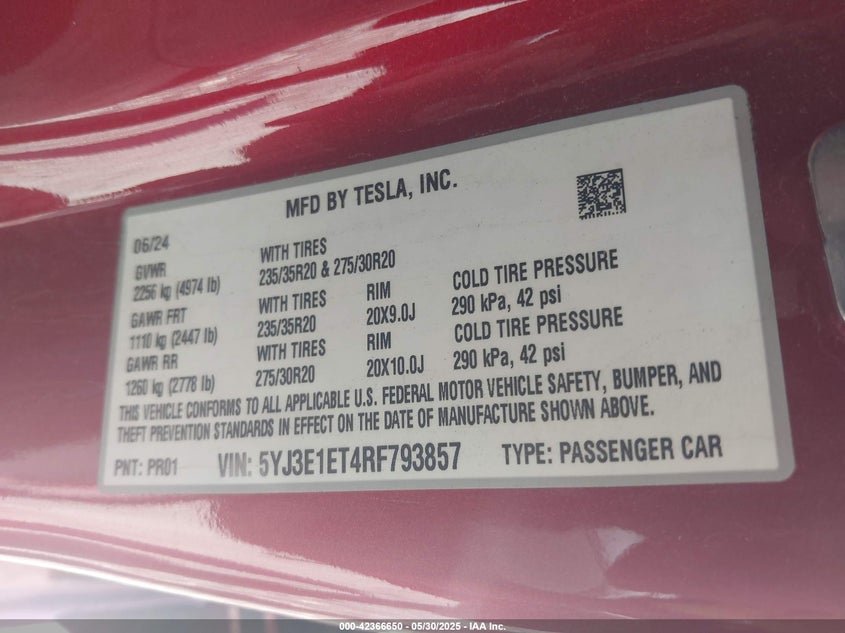 MFD BY TESLA, INC.
06/24
GVWR WITH TIRES
2256 kg (4974 lb) 235/35R20 & 275/30R20
GAWR FRT WITH TIRES RIM COLD TIRE PRESSURE
1110 kg (2447 lb) 235/35R20 20X9.0J 290 kPa, 42 psi
GAWR RR WITH TIRES RIM COLD TIRE PRESSURE
1260 kg (2778 lb) 275/30R20 20X10.0J 290 kPa, 42 psi
THIS VEHICLE CONFORMS TO ALL APPLICABLE U.S. FEDERAL MOTOR VEHICLE SAFETY, BUMPER, AND
THEFT PREVENTION STANDARDS IN EFFECT ON THE DATE OF MANUFACTURE SHOWN ABOVE.
PNT: PR01 VIN: 5YJ3E1ET4RF793857 TYPE: PASSENGER CAR
000-42366650 • 05/30/2025 - IAA Inc.